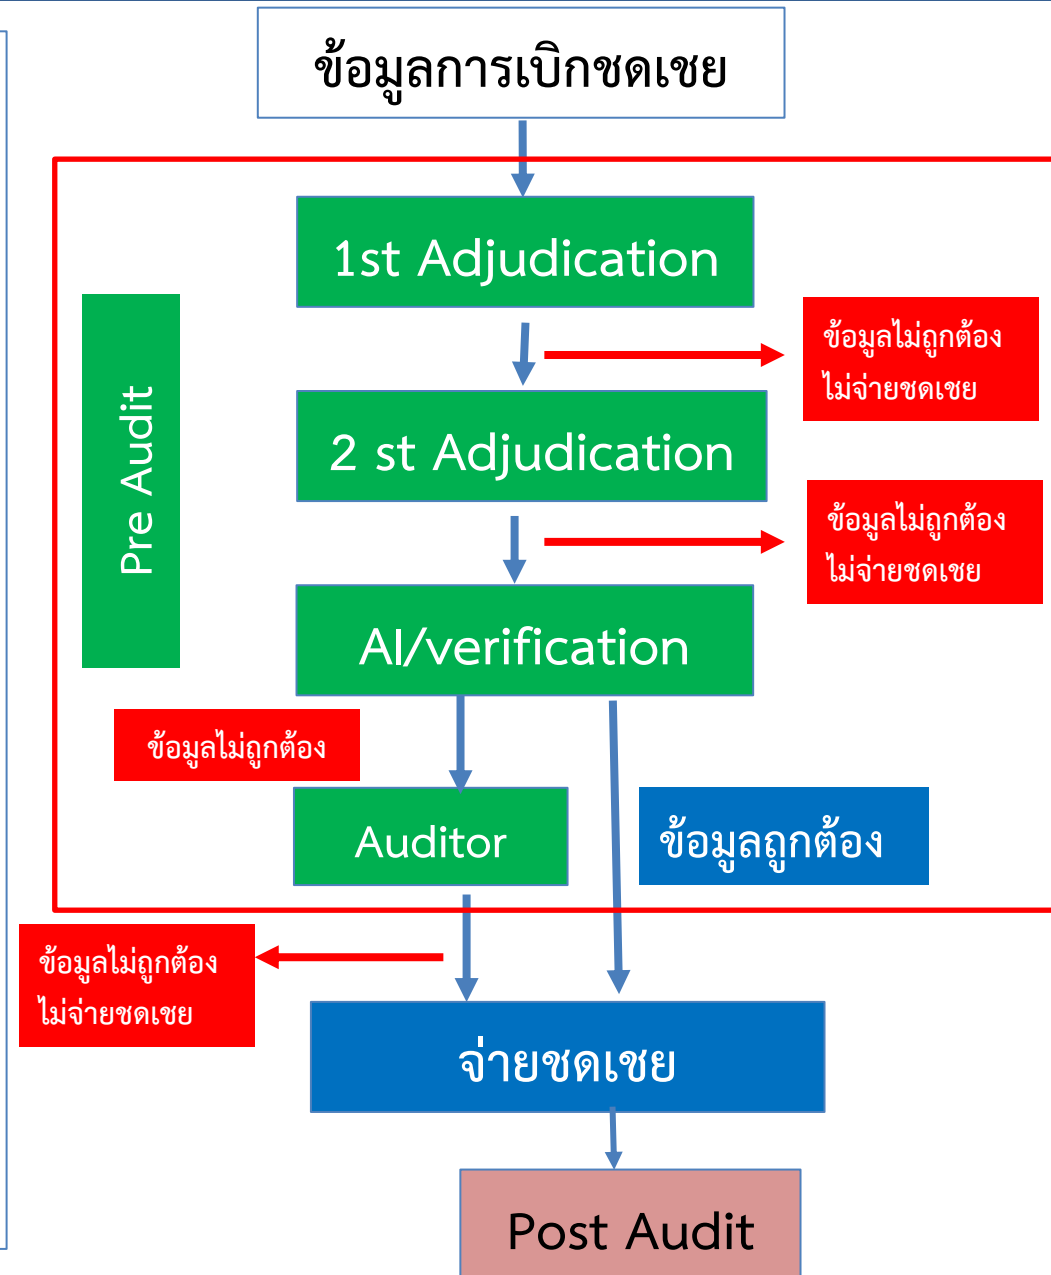 ข้อมูลการเบิกชดเชย
1st Adjudication
ข้อมูลไม่ถูกต้อง
ไม่จ่ายชดเชย
Pre Audit
2 st Adjudication
ข้อมูลไม่ถูกต้อง
ไม่จ่ายชดเชย
AI/verification
ข้อมูลไม่ถูกต้อง
Auditor
ข้อมูลถูกต้อง
ข้อมูลไม่ถูกต้อง
ไม่จ่ายชดเชย
จ่ายชดเชย
Post Audit